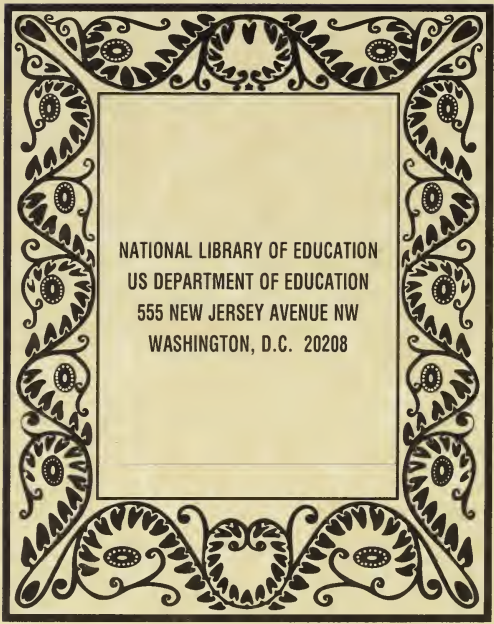 NATIONAL LIBRARY OF EDUCATION
US DEPARTMENT OF EDUCATION
555 NEW JERSEY AVENUE NW
WASHINGTON, D.C. 20208